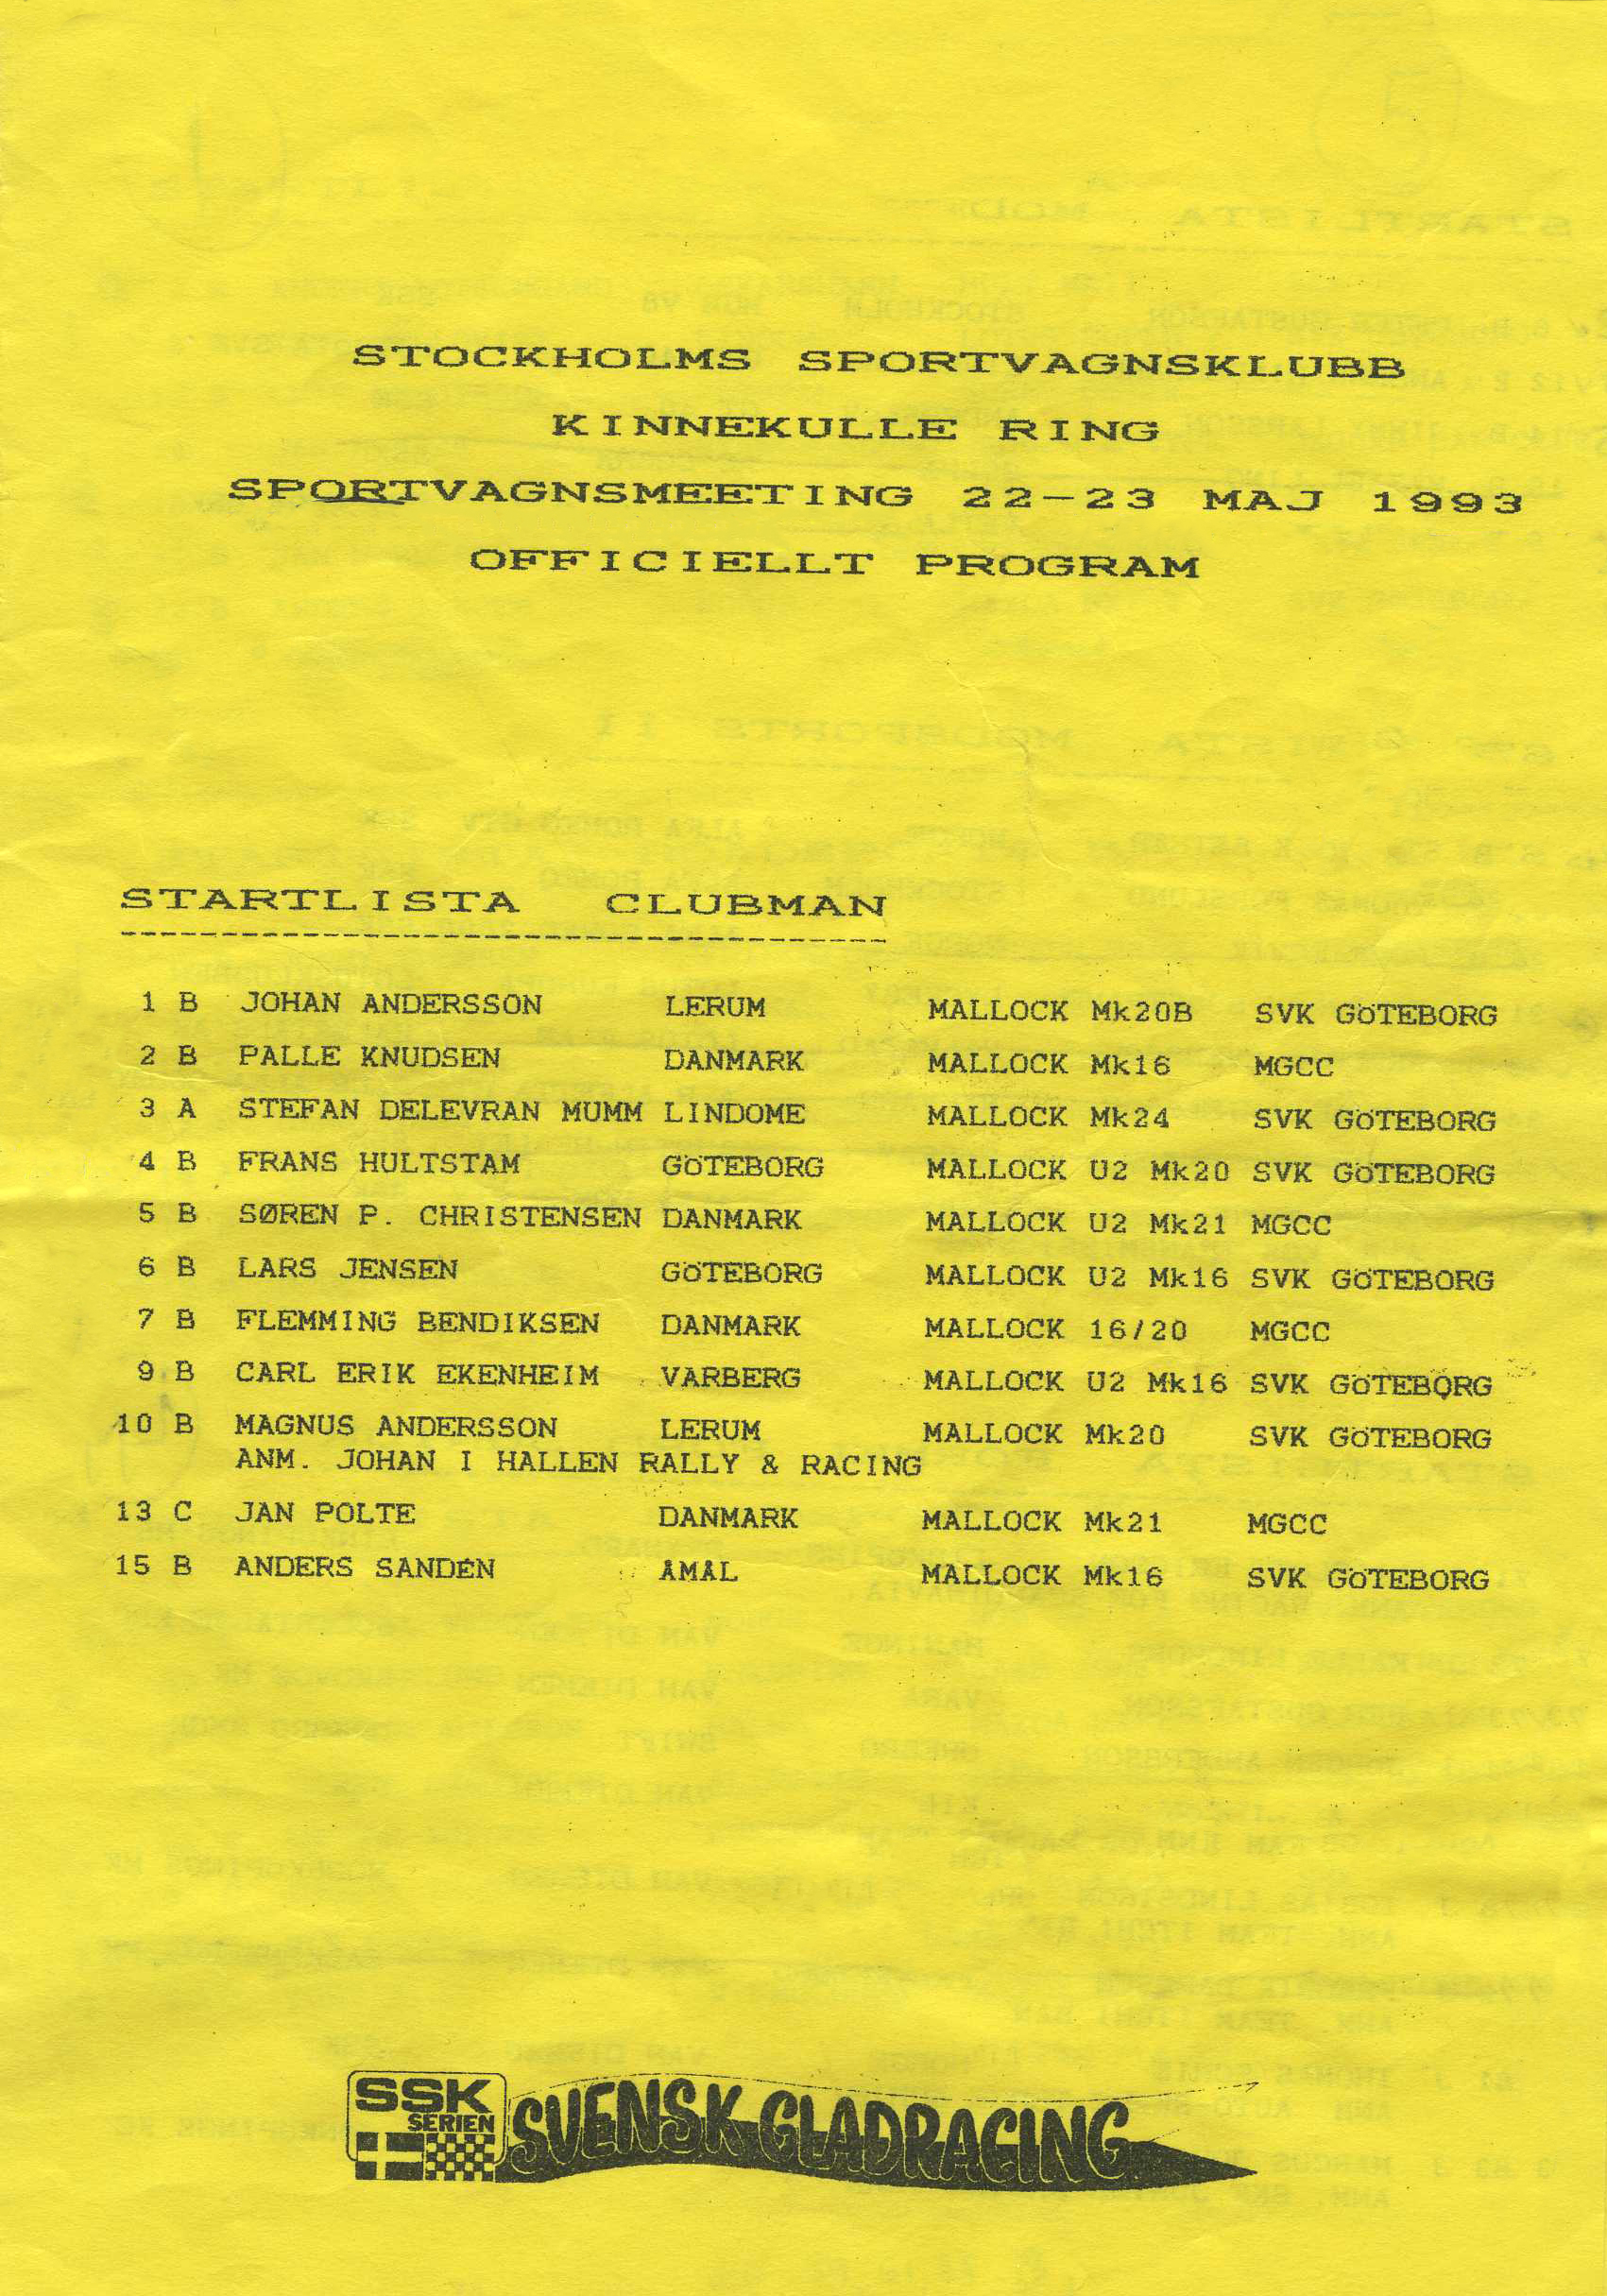 STOCKHOLMS SPORTVAGNSKLUBB
KINNEKULLE RING
SPORTVAGNSMEETING 22-23 MAJ 1993
OFFICIELLT PROGRAM
STARTLISTA CLUBMAN
1 B JOHAN ANDERSSON LERUM MALLOCK Mk20B SVK GöTEBORG
2 B PALLE KNUDSEN DANMARK MALLOCK Mk16 MGCC
3 A STEFAN DELEVRAN MUMM LINDOME MALLOCK Mk24 SVK GöTEBORG
4 B FRANS HULTSTAM GöTEBORG MALLOCK U2 Mk20 SVK GöTEBORG
5 B SØREN P. CHRISTENSEN DANMARK MALLOCK U2 Mk21 MGCC
6 B LARS JENSEN GöTEBORG MALLOCK U2 Mk16 SVK GöTEBORG
7 B FLEMMING BENDIKSEN DANMARK MALLOCK 16/20 MGCC
9 B CARL ERIK EKENHEIM VARBERG MALLOCK U2 Mk16 SVK GöTEBORG
10 B MAGNUS ANDERSSON LERUM MALLOCK Mk20 SVK GöTEBORG
ANM. JOHAN I HALLEN RALLY & RACING
13 C JAN POLTE DANMARK MALLOCK Mk21 MGCC
15 B ANDERS SANDÉN ÅMÅL MALLOCK Mk16 SVK GöTEBORG
SSK
SERIEN
SVENSK GLADRACING